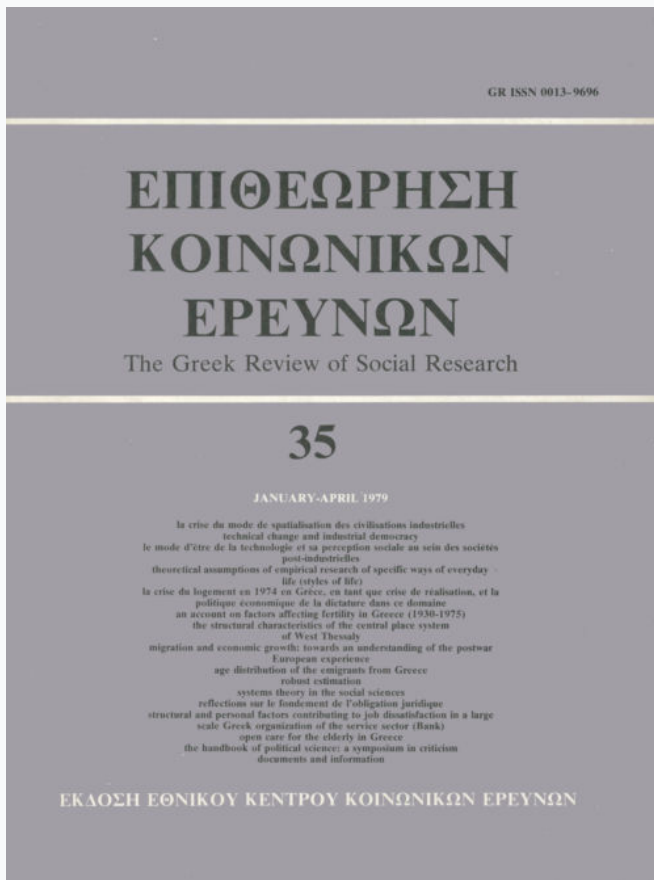 GR ISSN 0013-9696
ΕΠΙΘΕΩΡΗΣΗ
ΚΟΙΝΩΝΙΚΩΝ
ΕΡΕΥΝΩΝ
The Greek Review of Social Research
35
JANUARY-APRIL 1979
la crise du mode de spatialisation des civilisations industrielles
technical change and industrial democracy
le mode d'être de la technologie et sa perception sociale au sein des sociétés
post-industrielles
theoretical assumptions of empirical research of specific ways of everyday
life (styles of life)
la crise du logement en 1974 en Grèce, en tant que crise de réalisation, et la
politique économique de la dictature dans ce domaine
an account on factors affecting fertility in Greece (1930-1975)
the structural characteristics of the central place system
of West Thessaly
migration and economic growth: towards an understanding of the postwar
European experience
age distribution of the emigrants from Greece
robust estimation
systems theory in the social sciences
reflections sur le fondement de l'obligation juridique
structural and personal factors contributing to job dissatisfaction in a large
scale Greek organization of the service sector (Bank)
open care for the elderly in Greece
the handbook of political science: a symposium in criticism
documents and information
ΕΚΔΟΣΗ ΕΘΝΙΚΟΥ ΚΕΝΤΡΟΥ ΚΟΙΝΩΝΙΚΩΝ ΕΡΕΥΝΩΝ